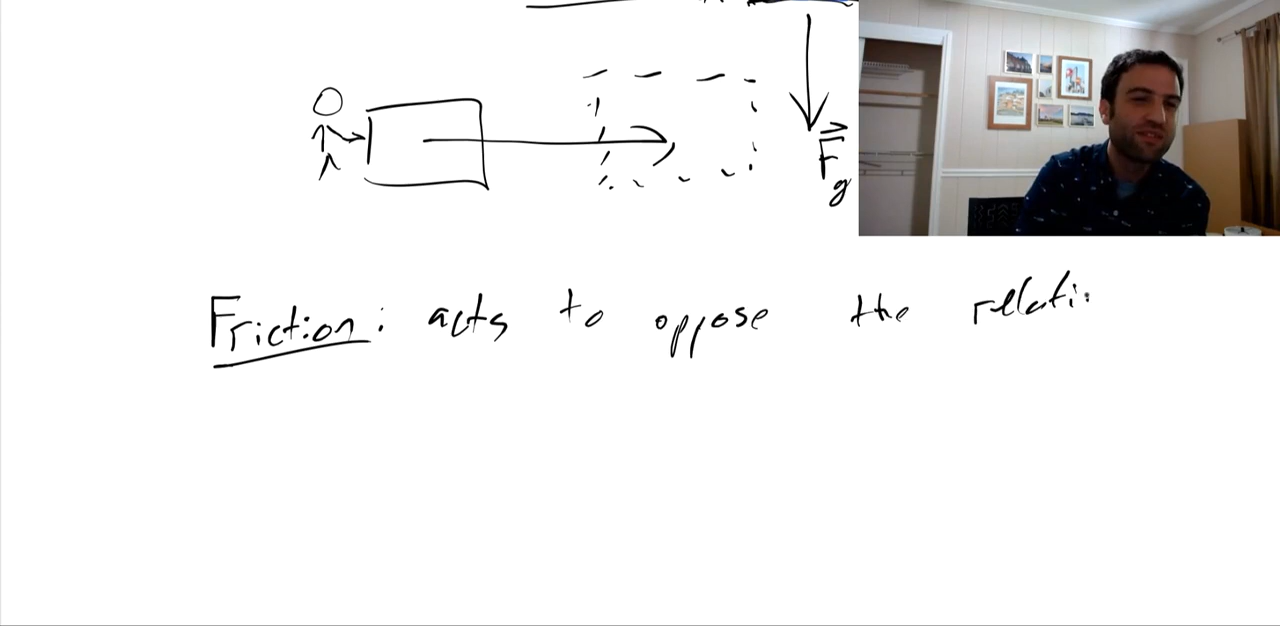 F⃗g
Friction: acts to oppose the relati